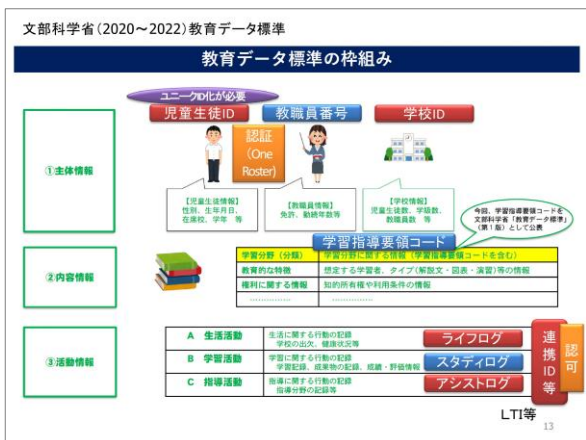 文部科学省(2020～2022)教育データ標準
教育データ標準の枠組み
ユニークID化が必要
児童生徒ID
教職員番号
学校ID
認証
(One
Roster)
①主体情報
【児童生徒情報】
性別、生年月日、
在席校、学年 等
【教職員情報】
免許、勤続年数等
【学校情報】
児童生徒数、学級数、
教職員数 等
今回、学習指導要領コードを
文部科学省「教育データ標準」
(第1版)として公表
学習指導要領コード
②内容情報
学習分野(分類) 学習分野に関する情報(学習指導要領コードを含む)
教育的な特徴 想定する学習者、タイプ(解説文・図表・演習)等の情報
権利に関する情報 知的所有権や利用条件の情報
…………… ……………
③活動情報
A 生活活動 生活に関する行動の記録
学校の出欠、健康状況等
ライフログ
B 学習活動 学習に関する行動の記録
学習記録、成果物の記録、成績・評価情報
スタディログ
C 指導活動 指導に関する行動の記録
指導分野の記録等
アシストログ
連携ID等
認可
LTI等
13